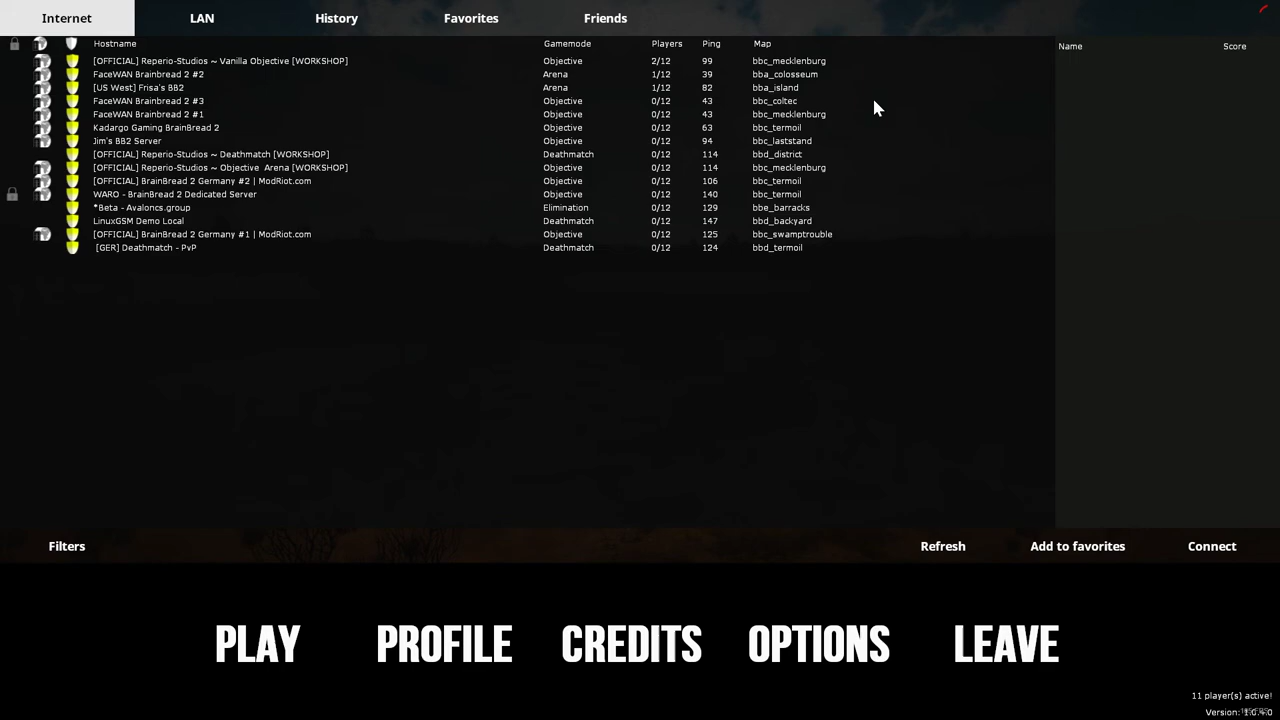 Internet LAN History Favorites Friends
Hostname Gamemode Players Ping Map Name Score
[OFFICIAL] Reperio-Studios ~ Vanilla Objective [WORKSHOP] Objective 2/12 99 bbc_mecklenburg
FaceWAN Brainbread 2 #2 Arena 1/12 39 bba_colosseum
[US West] Frisa's BB2 Arena 1/12 82 bba_island
FaceWAN Brainbread 2 #3 Objective 0/12 43 bbc_coltec
FaceWAN Brainbread 2 #1 Objective 0/12 43 bbc_mecklenburg
Kadargo Gaming BrainBread 2 Objective 0/12 63 bbc_termoil
Jim's BB2 Server Objective 0/12 94 bbc_laststand
[OFFICIAL] Reperio-Studios ~ Deathmatch [WORKSHOP] Deathmatch 0/12 114 bbd_district
[OFFICIAL] Reperio-Studios ~ Objective Arena [WORKSHOP] Objective 0/12 114 bbc_mecklenburg
[OFFICIAL] BrainBread 2 Germany #2 | ModRiot.com Objective 0/12 106 bbc_termoil
WARO - BrainBread 2 Dedicated Server Objective 0/12 140 bbc_termoil
*Beta - Avaloncs.group Elimination 0/12 129 bbe_barracks
LinuxGSM Demo Local Deathmatch 0/12 147 bbd_backyard
[OFFICIAL] BrainBread 2 Germany #1 | ModRiot.com Objective 0/12 125 bbc_swamptrouble
[GER] Deathmatch - PvP Deathmatch 0/12 124 bbd_termoil
Filters Refresh Add to favorites Connect
PLAY PROFILE CREDITS OPTIONS LEAVE
11 player(s) active!
Version: